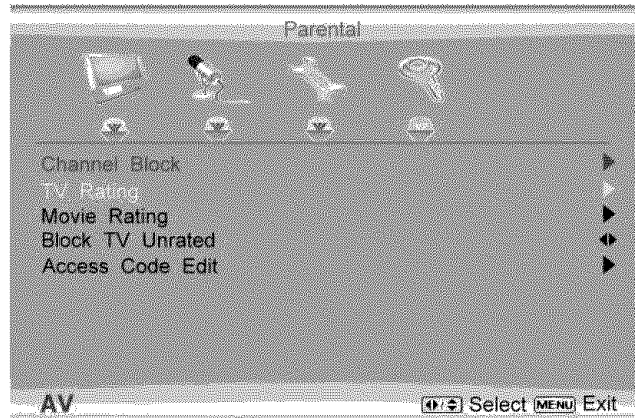 Parental
Channel Block
TV Rating
Movie Rating
Block TV Unrated
Access Code Edit
AV Select MENU Exit